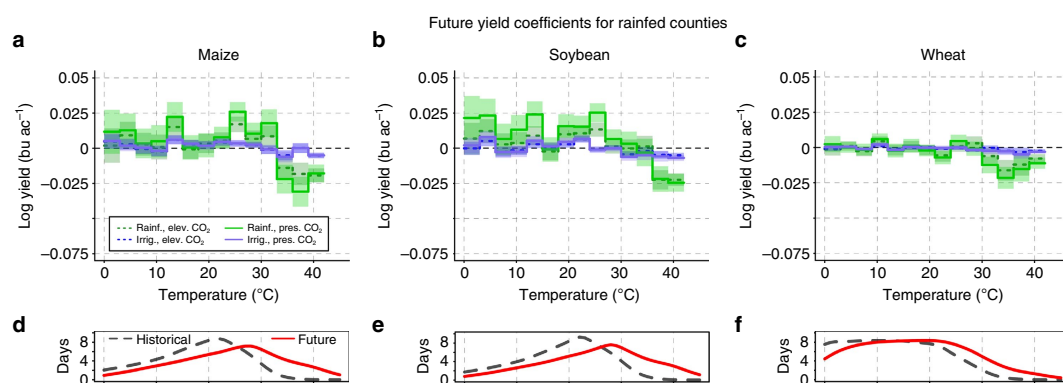 Future yield coefficients for rainfed counties
a
b
c
Maize
Soybean
Wheat
Log yield (bu ac⁻¹)
0.05
0.025
0
−0.025
−0.075
Rainf., elev. CO₂
Rainf., pres. CO₂
Irrig., elev. CO₂
Irrig., pres. CO₂
0 10 20 30 40
Temperature (°C)
Log yield (bu ac⁻¹)
0.05
0.025
0
−0.025
−0.075
0 10 20 30 40
Temperature (°C)
Log yield (bu ac⁻¹)
0.05
0.025
0
−0.025
−0.075
0 10 20 30 40
Temperature (°C)
d
e
f
Days
8
4
0
Historical
Future
Days
8
4
0
Days
8
4
0